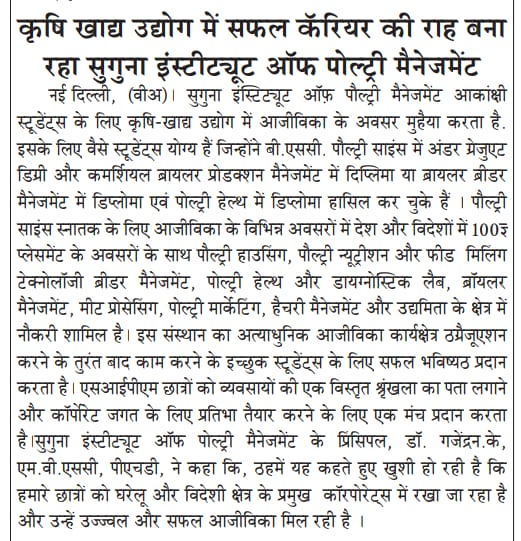 कृषि खाद्य उद्योग में सफल कॅरियर की राह बना
रहा सुगुना इंस्टीट्यूट ऑफ पोल्ट्री मैनेजमेंट
नई दिल्ली, (वीअ)। सुगुना इंस्टिट्यूट ऑफ़ पौल्ट्री मैनेजमेंट आकांक्षी
स्टूडेंट्स के लिए कृषि-खाद्य उद्योग में आजीविका के अवसर मुहैया करता है.
इसके लिए वैसे स्टूडेंट्स योग्य हैं जिन्होंने बी.एससी. पौल्ट्री साइंस में अंडर ग्रेजुएट
डिग्री और कमर्शियल ब्रायलर प्रोडक्शन मैनेजमेंट में दिप्लिमा या ब्रायलर ब्रीडर
मैनेजमेंट में डिप्लोमा एवं पोल्ट्री हेल्थ में डिप्लोमा हासिल कर चुके हैं । पौल्ट्री
साइंस स्नातक के लिए आजीविका के विभिन्न अवसरों में देश और विदेशों में 100३
प्लेसमेंट के अवसरों के साथ पौल्ट्री हाउसिंग, पौल्ट्री न्यूट्रीशन और फीड मिलिंग
टेक्नोलॉजी ब्रीडर मैनेजमेंट, पोल्ट्री हेल्थ और डायग्नोस्टिक लैब, ब्रॉयलर
मैनेजमेंट, मीट प्रोसेसिंग, पोल्ट्री मार्केटिंग, हैचरी मैनेजमेंट और उद्यमिता के क्षेत्र में
नौकरी शामिल है। इस संस्थान का अत्याधुनिक आजीविका कार्यक्षेत्र ठग्रैजूएशन
करने के तुरंत बाद काम करने के इच्छुक स्टूडेंट्स के लिए सफल भविष्यठ प्रदान
करता है। एसआईपीएम छात्रों को व्यवसायों की एक विस्तृत श्रृंखला का पता लगाने
और कॉर्पोरेट जगत के लिए प्रतिभा तैयार करने के लिए एक मंच प्रदान करता
है।सुगुना इंस्टीट्यूट ऑफ पोल्ट्री मैनेजमेंट के प्रिंसिपल, डॉ. गजेंद्रन.के,
एम.वी.एससी, पीएचडी, ने कहा कि, ठहमें यह कहते हुए खुशी हो रही है कि
हमारे छात्रों को घरेलू और विदेशी क्षेत्र के प्रमुख कॉरपोरेट्स में रखा जा रहा है
और उन्हें उज्ज्वल और सफल आजीविका मिल रही है ।